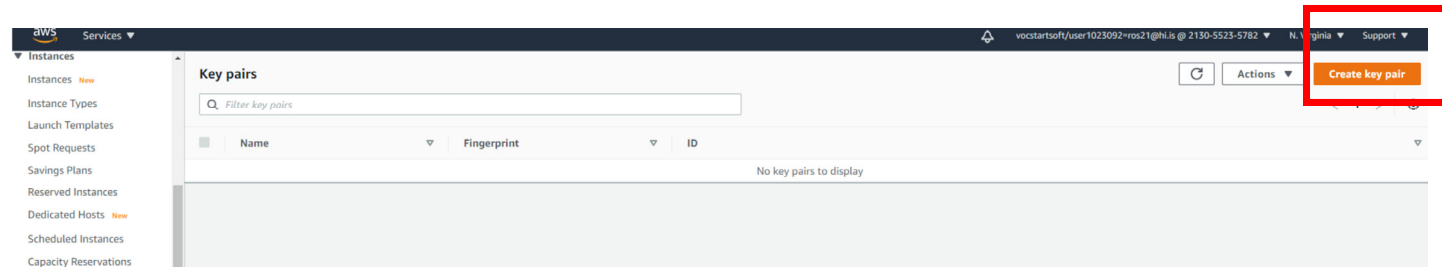 aws Services ▼ vocstartsoft/user1023092=ros21@hi.is @ 2130-5523-5782 ▼ N. Virginia ▼ Support ▼
▼ Instances
Instances New
Instance Types
Launch Templates
Spot Requests
Savings Plans
Reserved Instances
Dedicated Hosts New
Scheduled Instances
Capacity Reservations
Key pairs
Actions ▼ Create key pair
Filter key pairs
Name Fingerprint ID
No key pairs to display